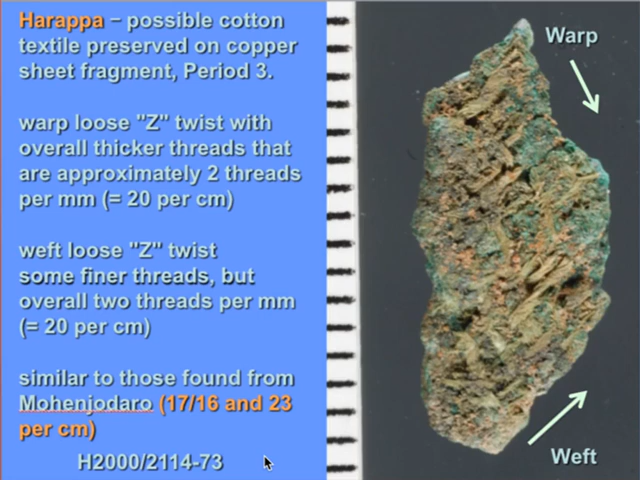 Harappa – possible cotton
textile preserved on copper
sheet fragment, Period 3.
warp loose "Z" twist with
overall thicker threads that
are approximately 2 threads
per mm (= 20 per cm)
weft loose "Z" twist
some finer threads, but
overall two threads per mm
(= 20 per cm)
similar to those found from
Mohenjodaro (17/16 and 23
per cm)
H2000/2114-73
Warp
Weft